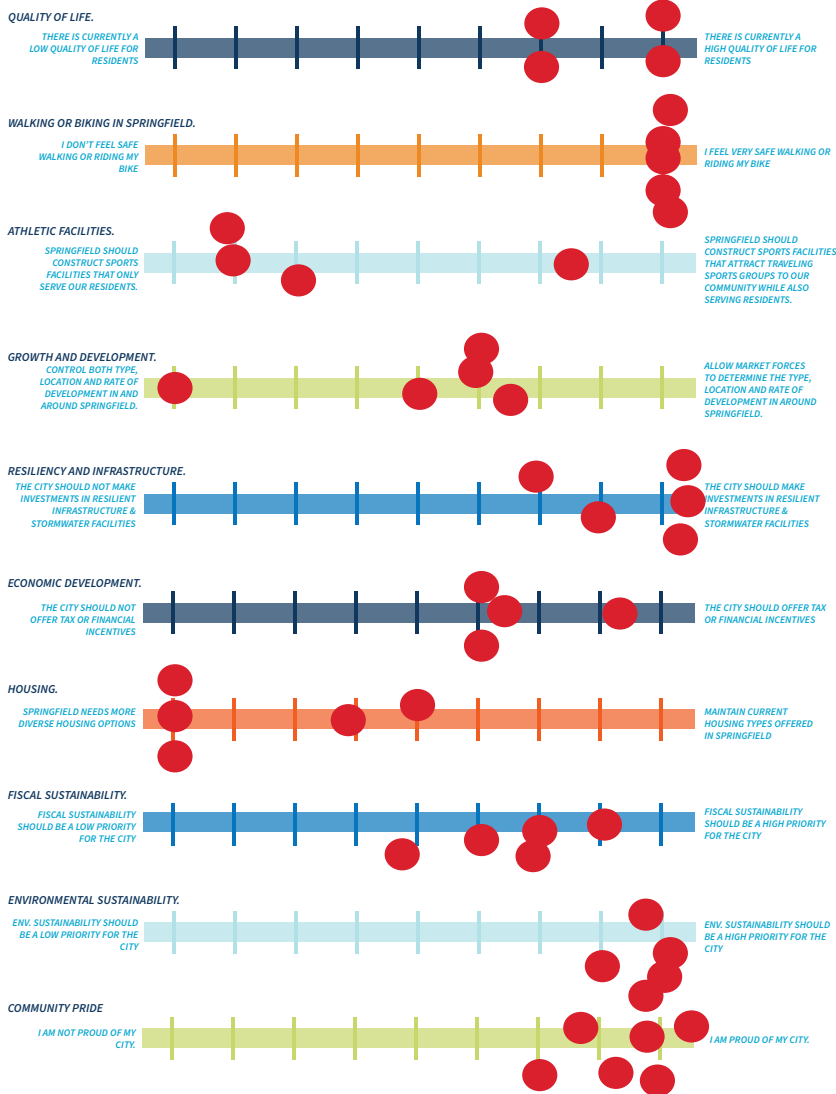 QUALITY OF LIFE.
THERE IS CURRENTLY A
LOW QUALITY OF LIFE FOR
RESIDENTS
THERE IS CURRENTLY A
HIGH QUALITY OF LIFE FOR
RESIDENTS
WALKING OR BIKING IN SPRINGFIELD.
I DON'T FEEL SAFE
WALKING OR RIDING MY
BIKE
I FEEL VERY SAFE WALKING OR
RIDING MY BIKE
ATHLETIC FACILITIES.
SPRINGFIELD SHOULD
CONSTRUCT SPORTS
FACILITIES THAT ONLY
SERVE OUR RESIDENTS.
SPRINGFIELD SHOULD
CONSTRUCT SPORTS FACILITIES
THAT ATTRACT TRAVELING
SPORTS GROUPS TO OUR
COMMUNITY WHILE ALSO
SERVING RESIDENTS.
GROWTH AND DEVELOPMENT.
CONTROL BOTH TYPE,
LOCATION AND RATE OF
DEVELOPMENT IN AND
AROUND SPRINGFIELD.
ALLOW MARKET FORCES
TO DETERMINE THE TYPE,
LOCATION AND RATE OF
DEVELOPMENT IN AROUND
SPRINGFIELD.
RESILIENCY AND INFRASTRUCTURE.
THE CITY SHOULD NOT MAKE
INVESTMENTS IN RESILIENT
INFRASTRUCTURE &
STORMWATER FACILITIES
THE CITY SHOULD MAKE
INVESTMENTS IN RESILIENT
INFRASTRUCTURE &
STORMWATER FACILITIES
ECONOMIC DEVELOPMENT.
THE CITY SHOULD NOT
OFFER TAX OR FINANCIAL
INCENTIVES
THE CITY SHOULD OFFER TAX
OR FINANCIAL INCENTIVES
HOUSING.
SPRINGFIELD NEEDS MORE
DIVERSE HOUSING OPTIONS
MAINTAIN CURRENT
HOUSING TYPES OFFERED
IN SPRINGFIELD
FISCAL SUSTAINABILITY.
FISCAL SUSTAINABILITY
SHOULD BE A LOW PRIORITY
FOR THE CITY
FISCAL SUSTAINABILITY
SHOULD BE A HIGH PRIORITY
FOR THE CITY
ENVIRONMENTAL SUSTAINABILITY.
ENV. SUSTAINABILITY SHOULD
BE A LOW PRIORITY FOR THE
CITY
ENV. SUSTAINABILITY SHOULD
BE A HIGH PRIORITY FOR THE
CITY
COMMUNITY PRIDE
I AM NOT PROUD OF MY
CITY.
I AM PROUD OF MY CITY.